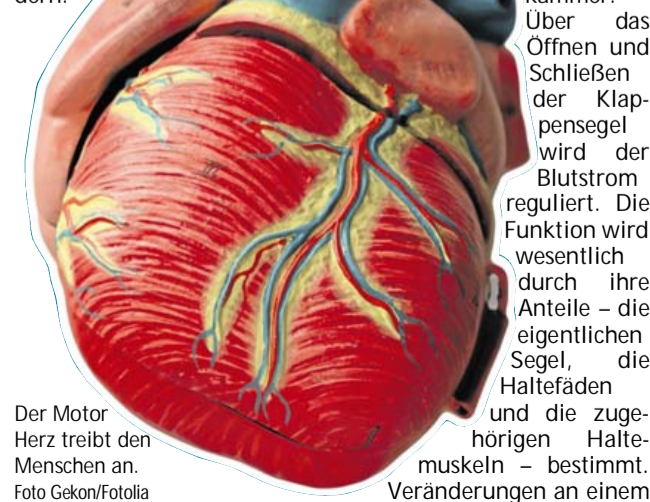 Über das
Öffnen und
Schließen
der Klap-
pensegel
wird der
Blutstrom
reguliert. Die
Funktion wird
wesentlich
durch ihre
Anteile – die
eigentlichen
Segel, die
Haltefäden
und die zuge-
hörigen Halte-
muskeln – bestimmt.
Veränderungen an einem
Der Motor
Herz treibt den
Menschen an.
Foto Gekon/Fotolia